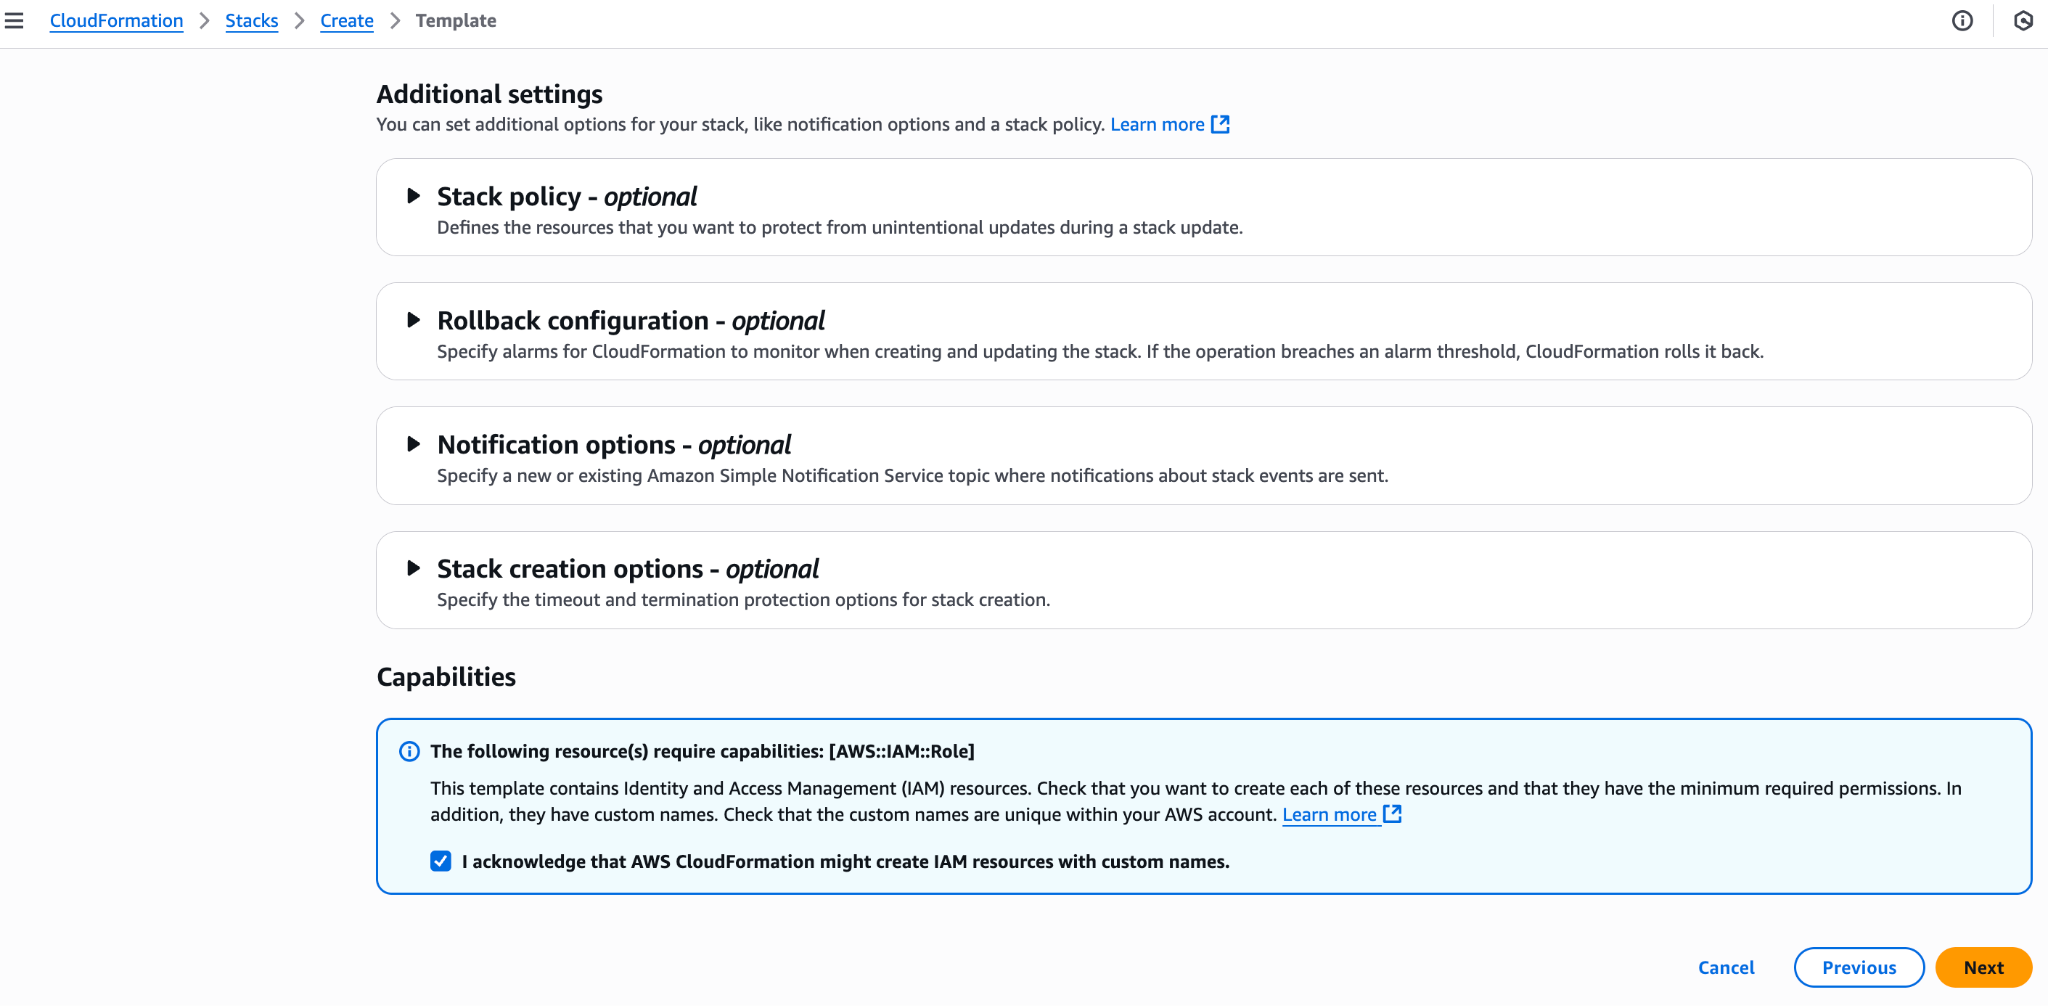 CloudFormation > Stacks > Create > Template
Additional settings
You can set additional options for your stack, like notification options and a stack policy. Learn more
Stack policy - optional
Defines the resources that you want to protect from unintentional updates during a stack update.
Rollback configuration - optional
Specify alarms for CloudFormation to monitor when creating and updating the stack. If the operation breaches an alarm threshold, CloudFormation rolls it back.
Notification options - optional
Specify a new or existing Amazon Simple Notification Service topic where notifications about stack events are sent.
Stack creation options - optional
Specify the timeout and termination protection options for stack creation.
Capabilities
The following resource(s) require capabilities: [AWS::IAM::Role]
This template contains Identity and Access Management (IAM) resources. Check that you want to create each of these resources and that they have the minimum required permissions. In
addition, they have custom names. Check that the custom names are unique within your AWS account. Learn more
I acknowledge that AWS CloudFormation might create IAM resources with custom names.
Cancel Previous Next